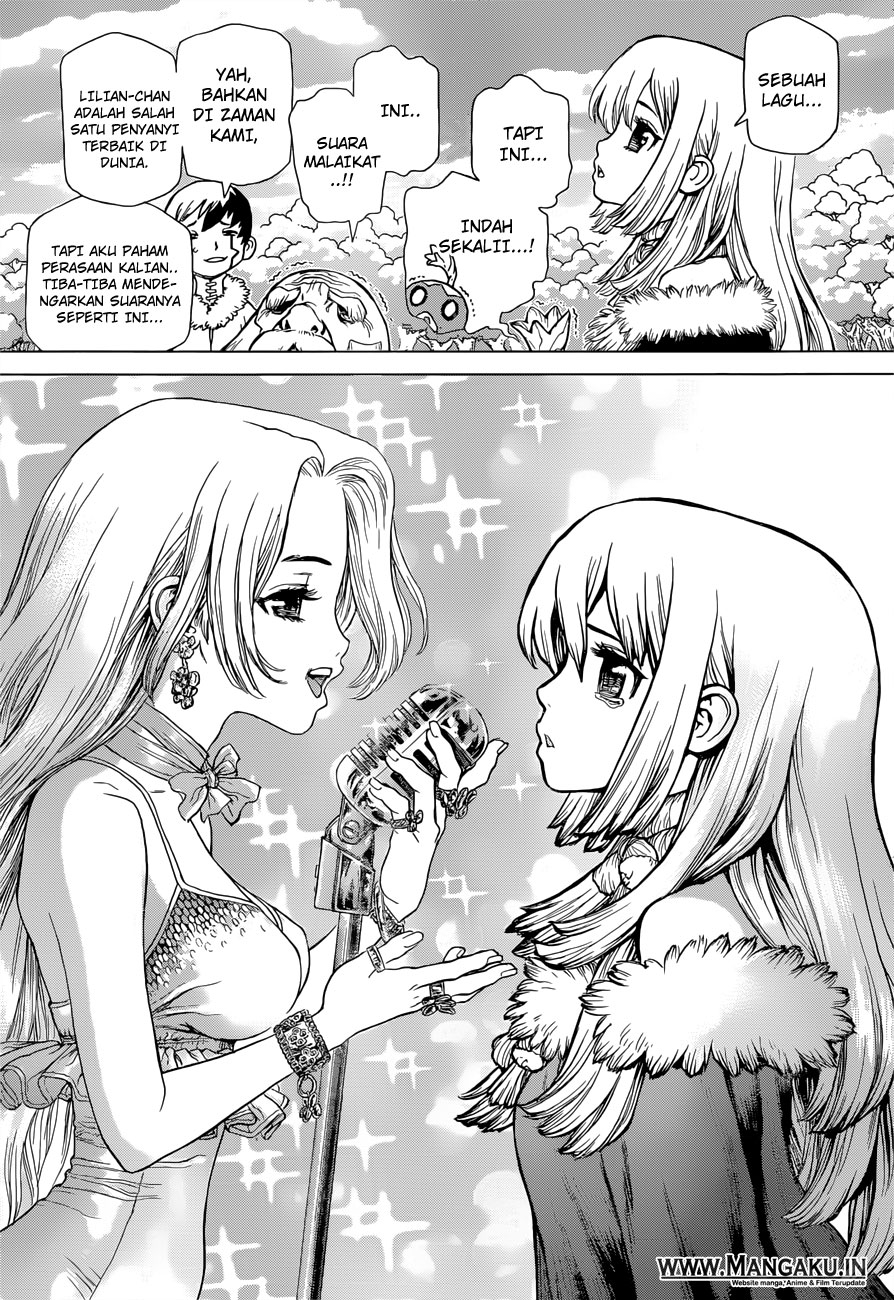 SEBUAH
LAGU...
TAPI
INI...
INDAH
SEKALII...!
INI..
SUARA
MALAIKAT
..!!
YAH,
BAHKAN
DI ZAMAN
KAMI,
LILIAN-CHAN
ADALAH SALAH
SATU PENYANYI
TERBAIK DI
DUNIA.
TAPI AKU PAHAM
PERASAAN KALIAN..
TIBA-TIBA MENDE-
NGARKAN SUARANYA
SEPERTI INI...
www.Mangaku.in
Website manga, Anime & Film Terupdate